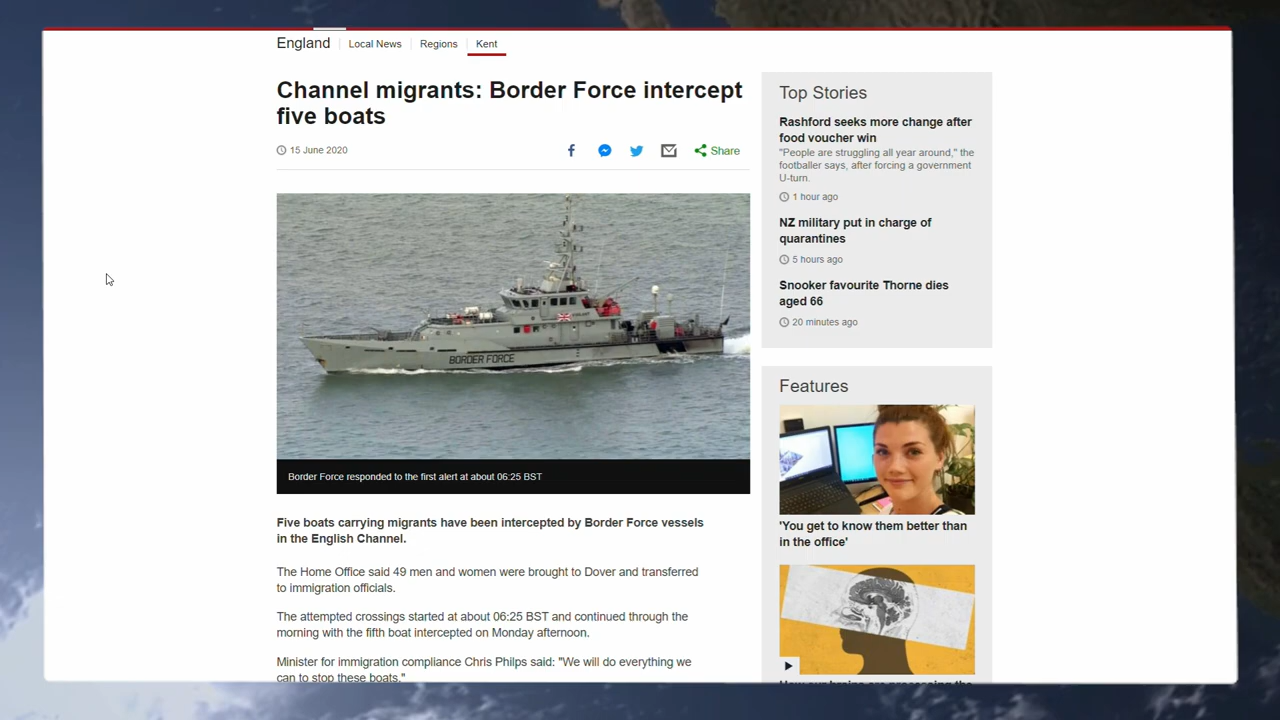 England
Local News
Regions
Kent
Channel migrants: Border Force intercept
five boats
15 June 2020
Share
BORDER FORCE
Border Force responded to the first alert at about 06:25 BST
Five boats carrying migrants have been intercepted by Border Force vessels
in the English Channel.
The Home Office said 49 men and women were brought to Dover and transferred
to immigration officials.
The attempted crossings started at about 06:25 BST and continued through the
morning with the fifth boat intercepted on Monday afternoon.
Minister for immigration compliance Chris Philps said: "We will do everything we
can to stop these boats."
Top Stories
Rashford seeks more change after
food voucher win
"People are struggling all year around," the
footballer says, after forcing a government
U-turn.
1 hour ago
NZ military put in charge of
quarantines
5 hours ago
Snooker favourite Thorne dies
aged 66
20 minutes ago
Features
'You get to know them better than
in the office'